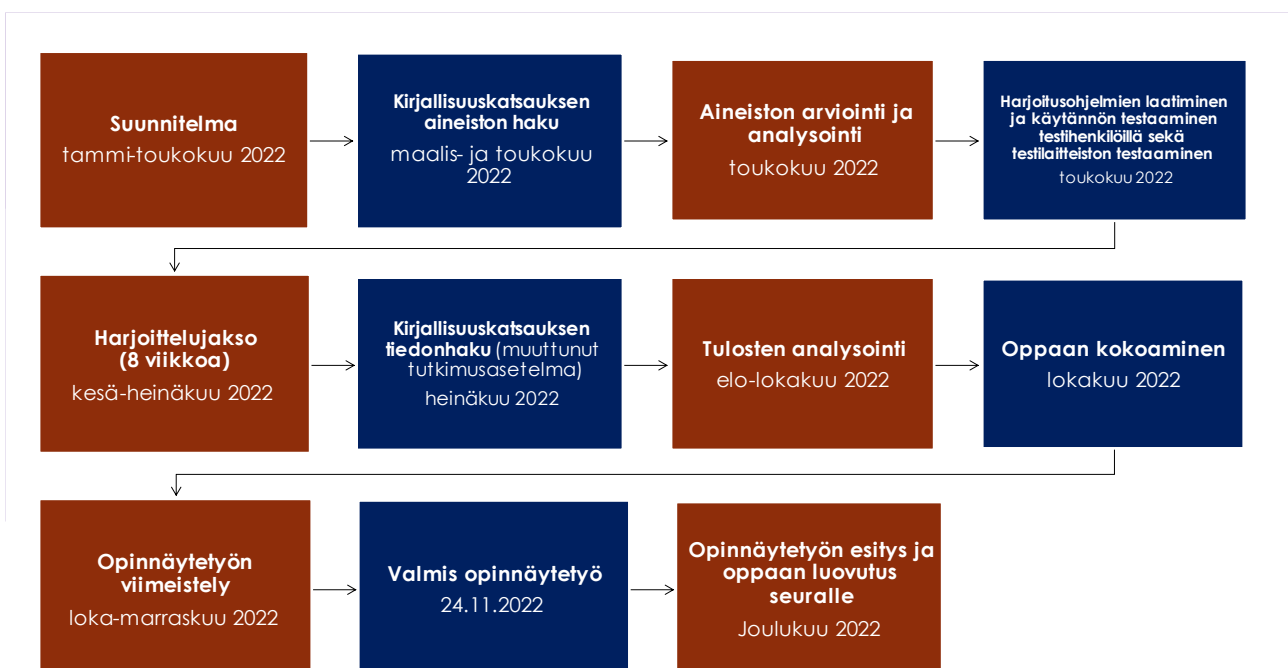 Suunnitelma
tammi-toukokuu 2022
Kirjallisuuskatsauksen
aineiston haku
maalis- ja toukokuu
2022
Aineiston arviointi ja
analysointi
toukokuu 2022
Harjoitusohjelmien laatiminen
ja käytännön testaaminen
testihenkilöillä sekä
testilaitteiston testaaminen
toukokuu 2022
Harjoittelujakso
(8 viikkoa)
kesä-heinäkuu 2022
Kirjallisuuskatsauksen
tiedonhaku (muuttunut
tutkimusasetelma)
heinäkuu 2022
Tulosten analysointi
elo-lokakuu 2022
Oppaan kokoaminen
lokakuu 2022
Opinnäytetyön
viimeistely
loka-marraskuu 2022
Valmis opinnäytetyö
24.11.2022
Opinnäytetyön esitys ja
oppaan luovutus
seuralle
Joulukuu 2022